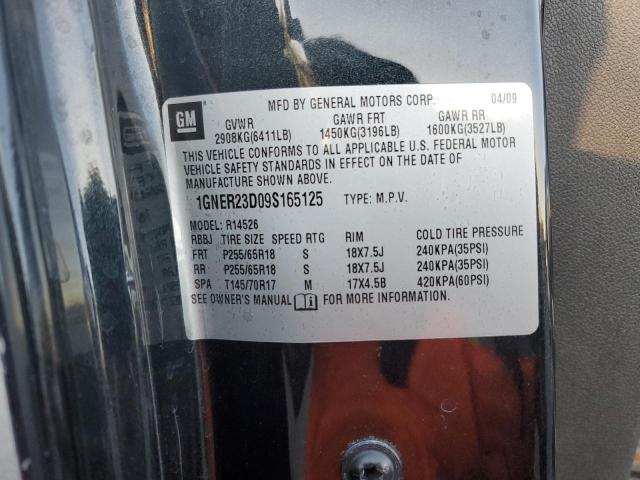 MFD BY GENERAL MOTORS CORP. 04/09
GM
GVWR GAWR FRT GAWR RR
2908KG(6411LB) 1450KG(3196LB) 1600KG(3527LB)
THIS VEHICLE CONFORMS TO ALL APPLICABLE U.S. FEDERAL MOTOR
VEHICLE SAFETY STANDARDS IN EFFECT ON THE DATE OF
MANUFACTURE SHOWN ABOVE.
1GNER23D09S165125 TYPE: M.P.V.
MODEL: R14526
RBBJ TIRE SIZE SPEED RTG RIM COLD TIRE PRESSURE
FRT P255/65R18 S 18X7.5J 240KPA(35PSI)
RR P255/65R18 S 18X7.5J 240KPA(35PSI)
SPA T145/70R17 M 17X4.5B 420KPA(60PSI)
SEE OWNER'S MANUAL FOR MORE INFORMATION.